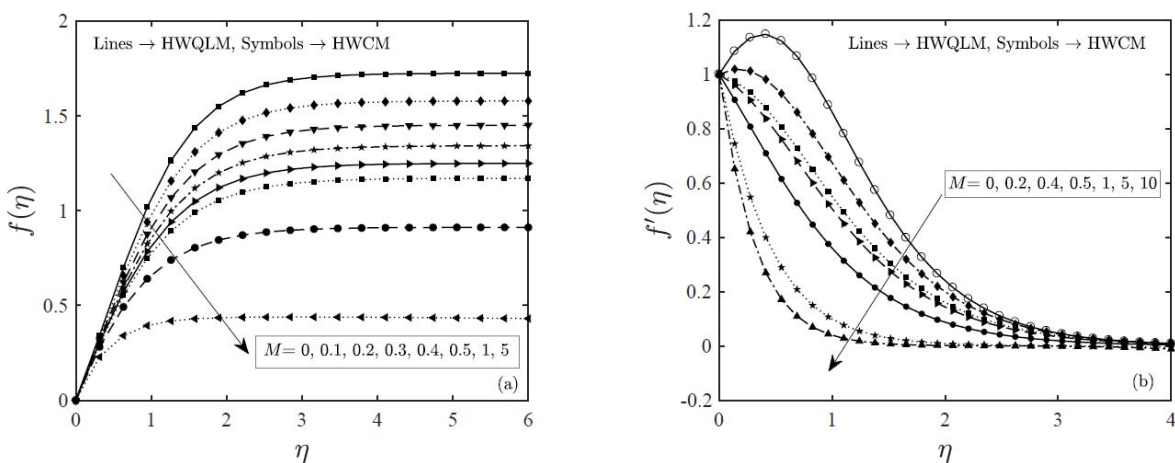 2
1.5
1
0.5
0
0
1
2
3
4
5
6
f (η)
η
Lines → HWQLM, Symbols → HWCM
M= 0, 0.1, 0.2, 0.3, 0.4, 0.5, 1, 5
(a)
1.2
1
0.8
0.6
0.4
0.2
0
-0.2
0
1
2
3
4
f′(η)
η
Lines → HWQLM, Symbols → HWCM
M= 0, 0.2, 0.4, 0.5, 1, 5, 10
(b)